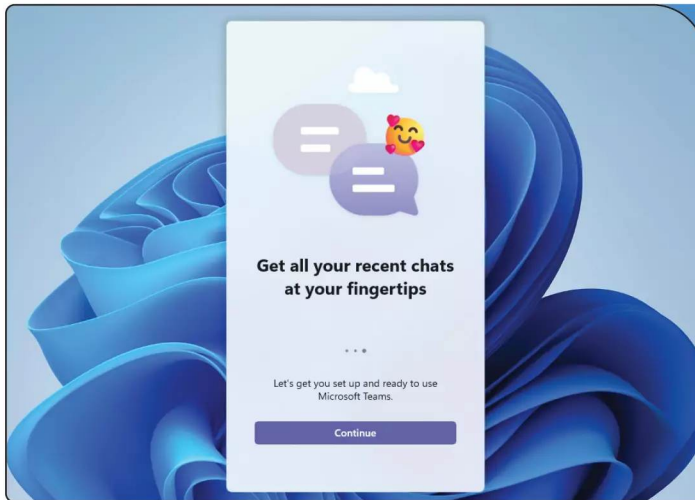 Get all your recent chats
at your fingertips
Let's get you set up and ready to use
Microsoft Teams.
Continue